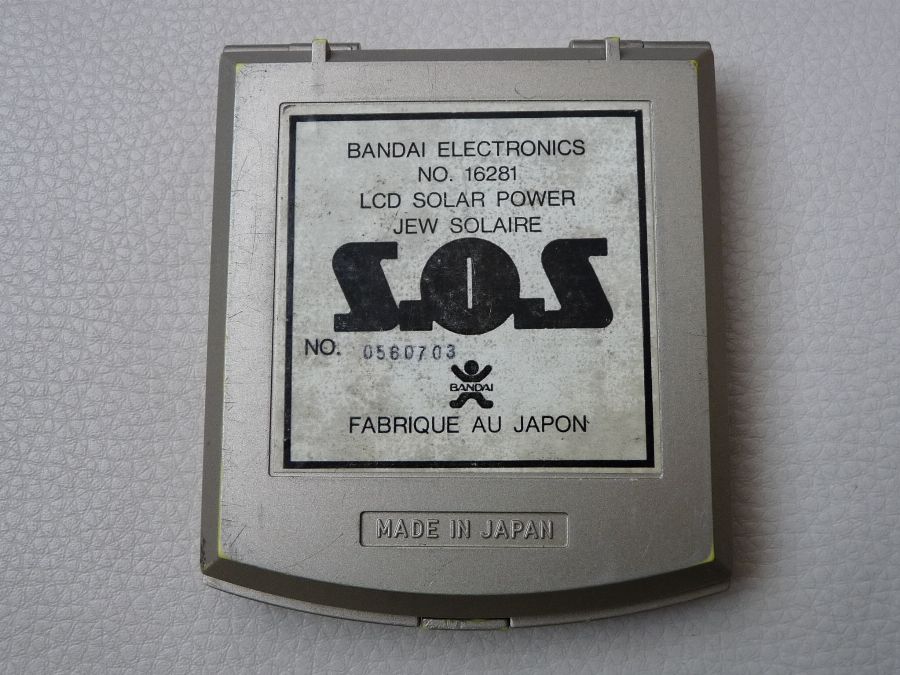 BANDAI ELECTRONICS
NO. 16281
LCD SOLAR POWER
JEW SOLAIRE
S.O.S
NO. 0560703
BANDAI
FABRIQUE AU JAPON
MADE IN JAPAN